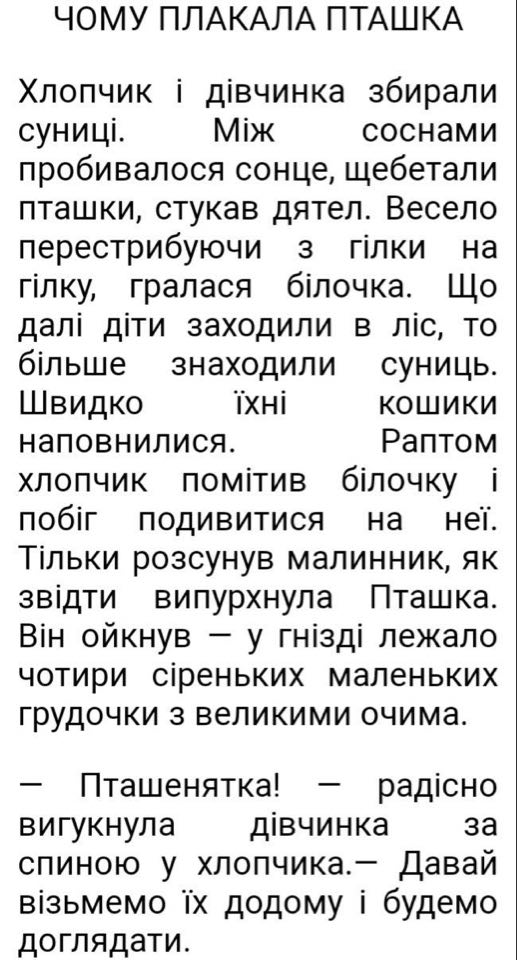 ЧОМУ ПЛАКАЛА ПТАШКА
Хлопчик і дівчинка збирали
суниці. Між соснами
пробивалося сонце, щебетали
пташки, стукав дятел. Весело
перестрибуючи з гілки на
гілку, гралася білочка. Що
далі діти заходили в ліс, то
більше знаходили суниць.
Швидко їхні кошики
наповнилися. Раптом
хлопчик помітив білочку і
побіг подивитися на неї.
Тільки розсунув малинник, як
звідти випурхнула Пташка.
Він ойкнув — у гнізді лежало
чотири сіреньких маленьких
грудочки з великими очима.
— Пташенятка! — радісно
вигукнула дівчинка за
спиною у хлопчика.— Давай
візьмемо їх додому і будемо
доглядати.